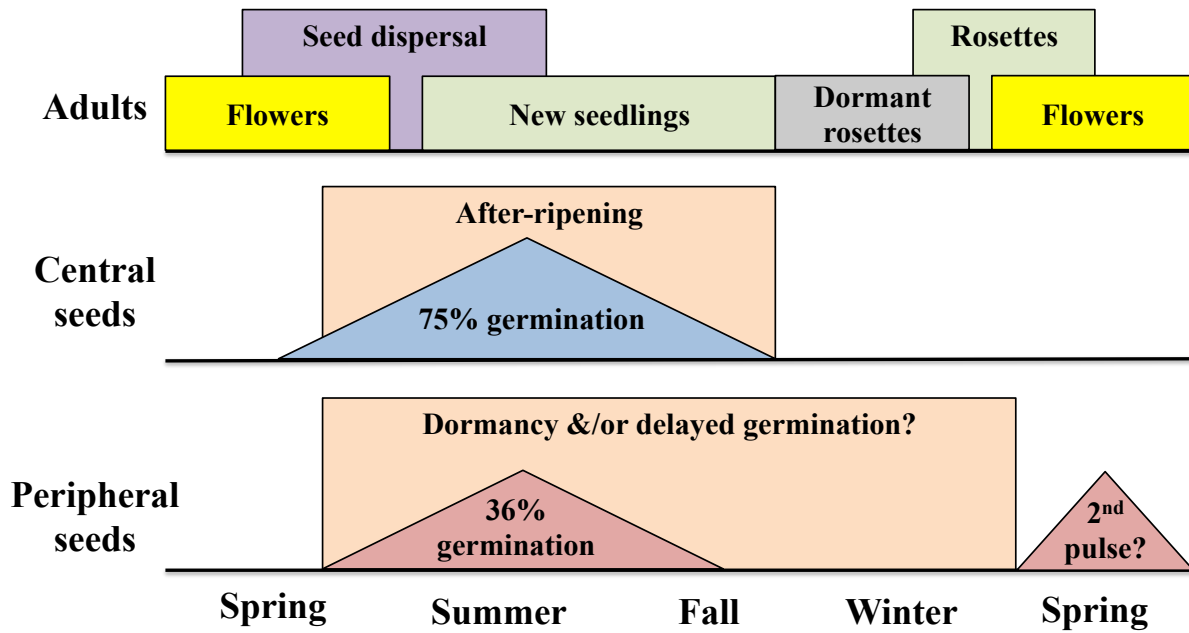 Seed dispersal
Rosettes
Adults
Flowers
New seedlings
Dormant
rosettes
Flowers
Central
seeds
After-ripening
75% germination
Peripheral
seeds
Dormancy &/or delayed germination?
36%
germination
2nd
pulse?
Spring
Summer
Fall
Winter
Spring